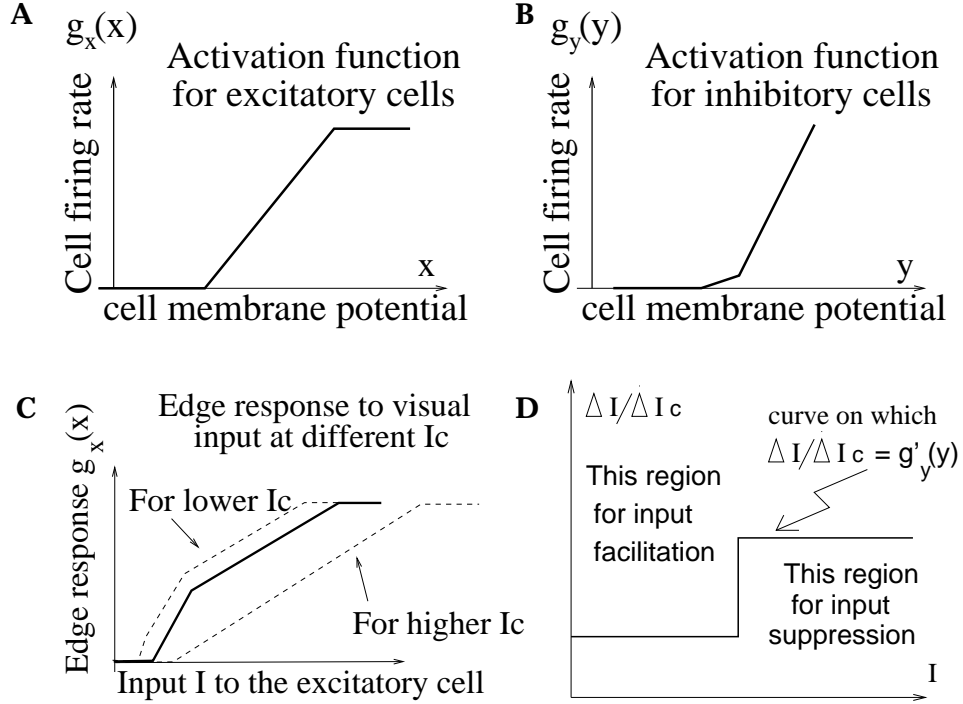 A
g_x(x)
Activation function
for excitatory cells
Cell firing rate
x
cell membrane potential
B
g_y(y)
Activation function
for inhibitory cells
Cell firing rate
y
cell membrane potential
C
Edge response to visual
input at different Ic
Edge response g_x(x)
For lower Ic
For higher Ic
Input I to the excitatory cell
D
Δ I/Δ I c
curve on which
Δ I/Δ I c = g'_y(y)
This region
for input
facilitation
This region
for input
suppression
I